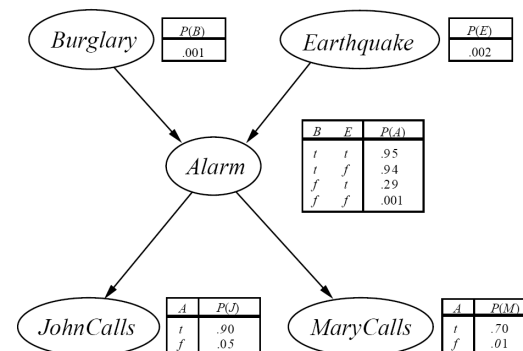 Burglary
P(B)
.001
Earthquake
P(E)
.002
Alarm
B E P(A)
t t .95
t f .94
f t .29
f f .001
JohnCalls
A P(J)
t .90
f .05
MaryCalls
A P(M)
t .70
f .01